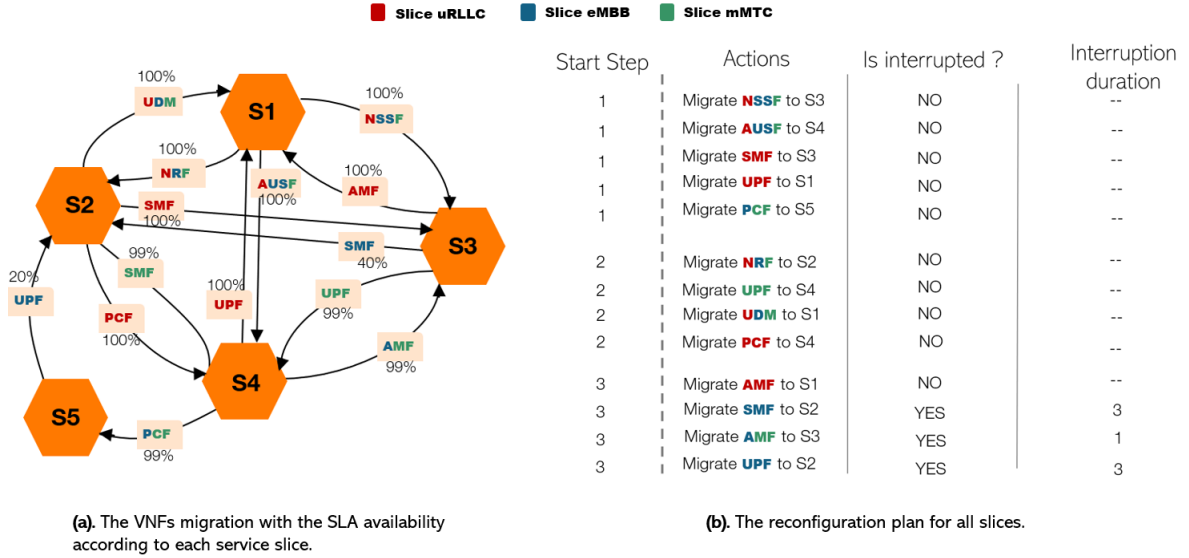 Slice uRLLC Slice eMBB Slice mMTC
100%
UDM
S1
100%
NSSF
100%
NRF
AUSF
100%
100%
AMF
S2
SMF
100%
S3
SMF
40%
99%
SMF
20%
UPF
PCF
100%
100%
UPF
UPF
99%
AMF
99%
S4
S5
PCF
99%
(a). The VNFs migration with the SLA availability
according to each service slice.
Start Step Actions Is interrupted ? Interruption
duration
1 Migrate NSSF to S3 NO --
1 Migrate AUSF to S4 NO --
1 Migrate SMF to S3 NO --
1 Migrate UPF to S1 NO --
1 Migrate PCF to S5 NO --
2 Migrate NRF to S2 NO --
2 Migrate UPF to S4 NO --
2 Migrate UDM to S1 NO --
2 Migrate PCF to S4 NO --
3 Migrate AMF to S1 NO --
3 Migrate SMF to S2 YES 3
3 Migrate AMF to S3 YES 1
3 Migrate UPF to S2 YES 3
(b). The reconfiguration plan for all slices.